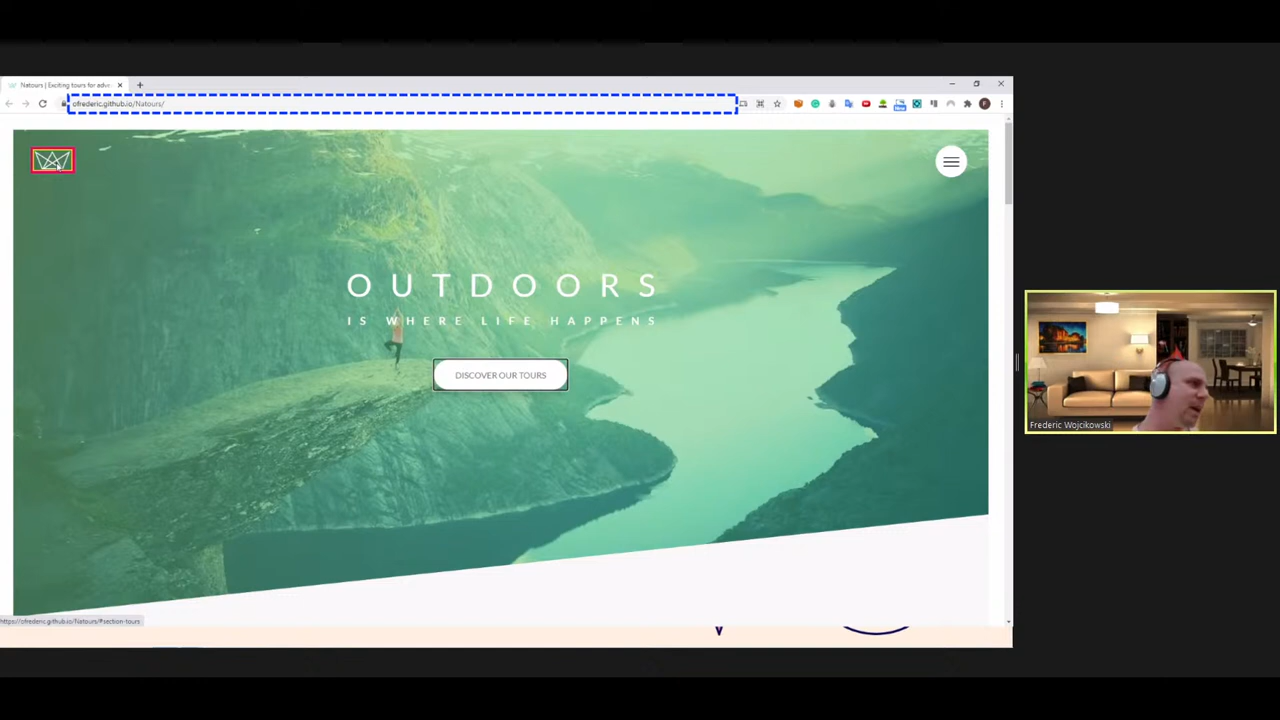 Natours | Exciting tours for adve
ofrederic.github.io/Natours/
OUTDOORS
IS WHERE LIFE HAPPENS
DISCOVER OUR TOURS
Frederic Wojcikowski
https://ofrederic.github.io/Natours/#section-tours